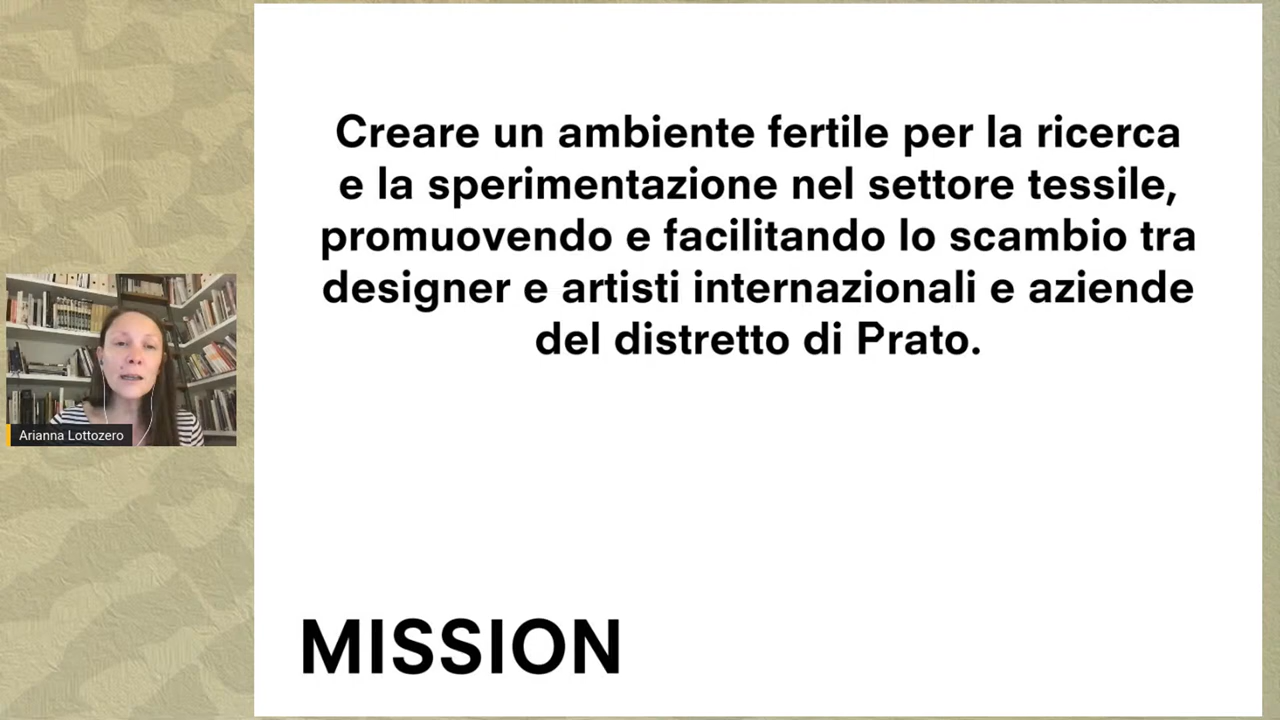 Creare un ambiente fertile per la ricerca
e la sperimentazione nel settore tessile,
promuovendo e facilitando lo scambio tra
designer e artisti internazionali e aziende
del distretto di Prato.
Arianna Lottozero
MISSION